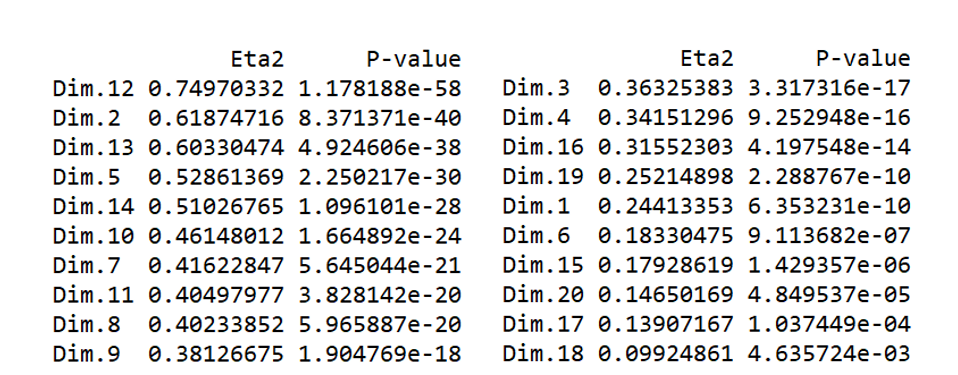 Eta2 P-value
Dim.12 0.74970332 1.178188e-58
Dim.2 0.61874716 8.371371e-40
Dim.13 0.60330474 4.924606e-38
Dim.5 0.52861369 2.250217e-30
Dim.14 0.51026765 1.096101e-28
Dim.10 0.46148012 1.664892e-24
Dim.7 0.41622847 5.645044e-21
Dim.11 0.40497977 3.828142e-20
Dim.8 0.40233852 5.965887e-20
Dim.9 0.38126675 1.904769e-18
Eta2 P-value
Dim.3 0.36325383 3.317316e-17
Dim.4 0.34151296 9.252948e-16
Dim.16 0.31552303 4.197548e-14
Dim.19 0.25214898 2.288767e-10
Dim.1 0.24413353 6.353231e-10
Dim.6 0.18330475 9.113682e-07
Dim.15 0.17928619 1.429357e-06
Dim.20 0.14650169 4.849537e-05
Dim.17 0.13907167 1.037449e-04
Dim.18 0.09924861 4.635724e-03